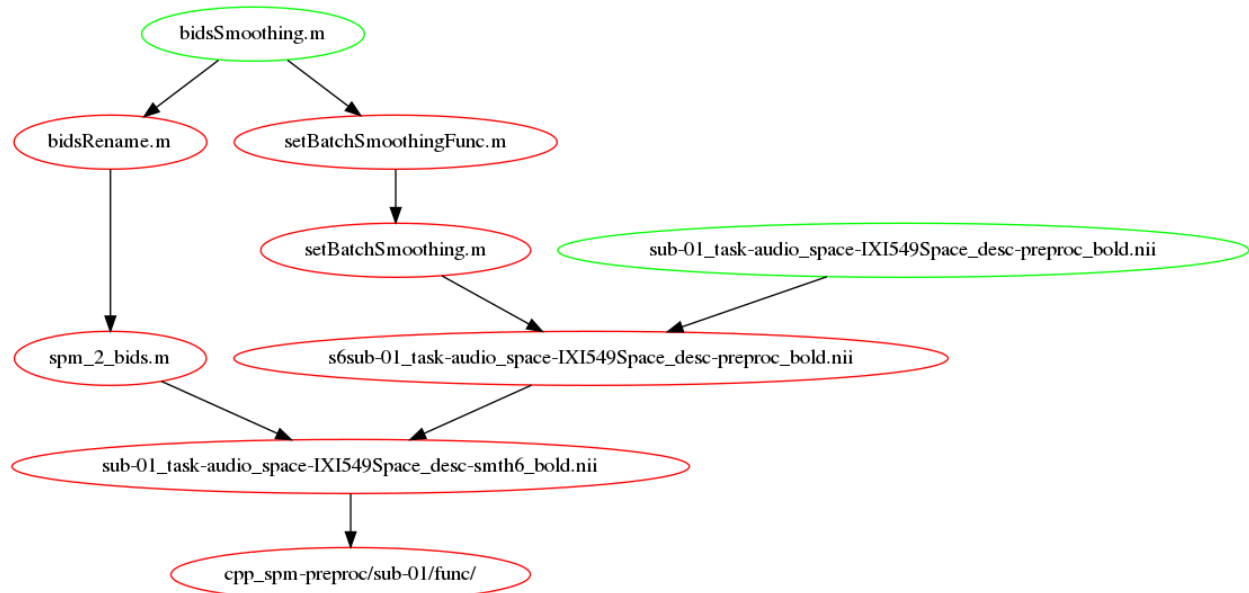 bidsSmoothing.m
bidsRename.m
setBatchSmoothingFunc.m
setBatchSmoothing.m
sub-01_task-audio_space-IXI549Space_desc-preproc_bold.nii
spm_2_bids.m
s6sub-01_task-audio_space-IXI549Space_desc-preproc_bold.nii
sub-01_task-audio_space-IXI549Space_desc-smth6_bold.nii
cpp_spm-preproc/sub-01/func/